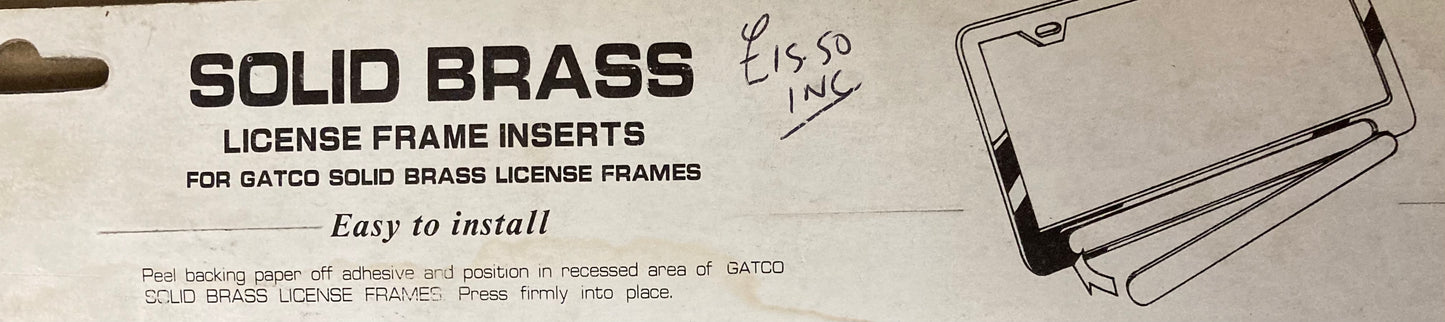 SOLID BRASS
LICENSE FRAME INSERTS
FOR GATCO SOLID BRASS LICENSE FRAMES
Easy to install
Peel backing paper off adhesive and position in recessed area of GATCO
SOLID BRASS LICENSE FRAMES. Press firmly into place.
£15.50
INC